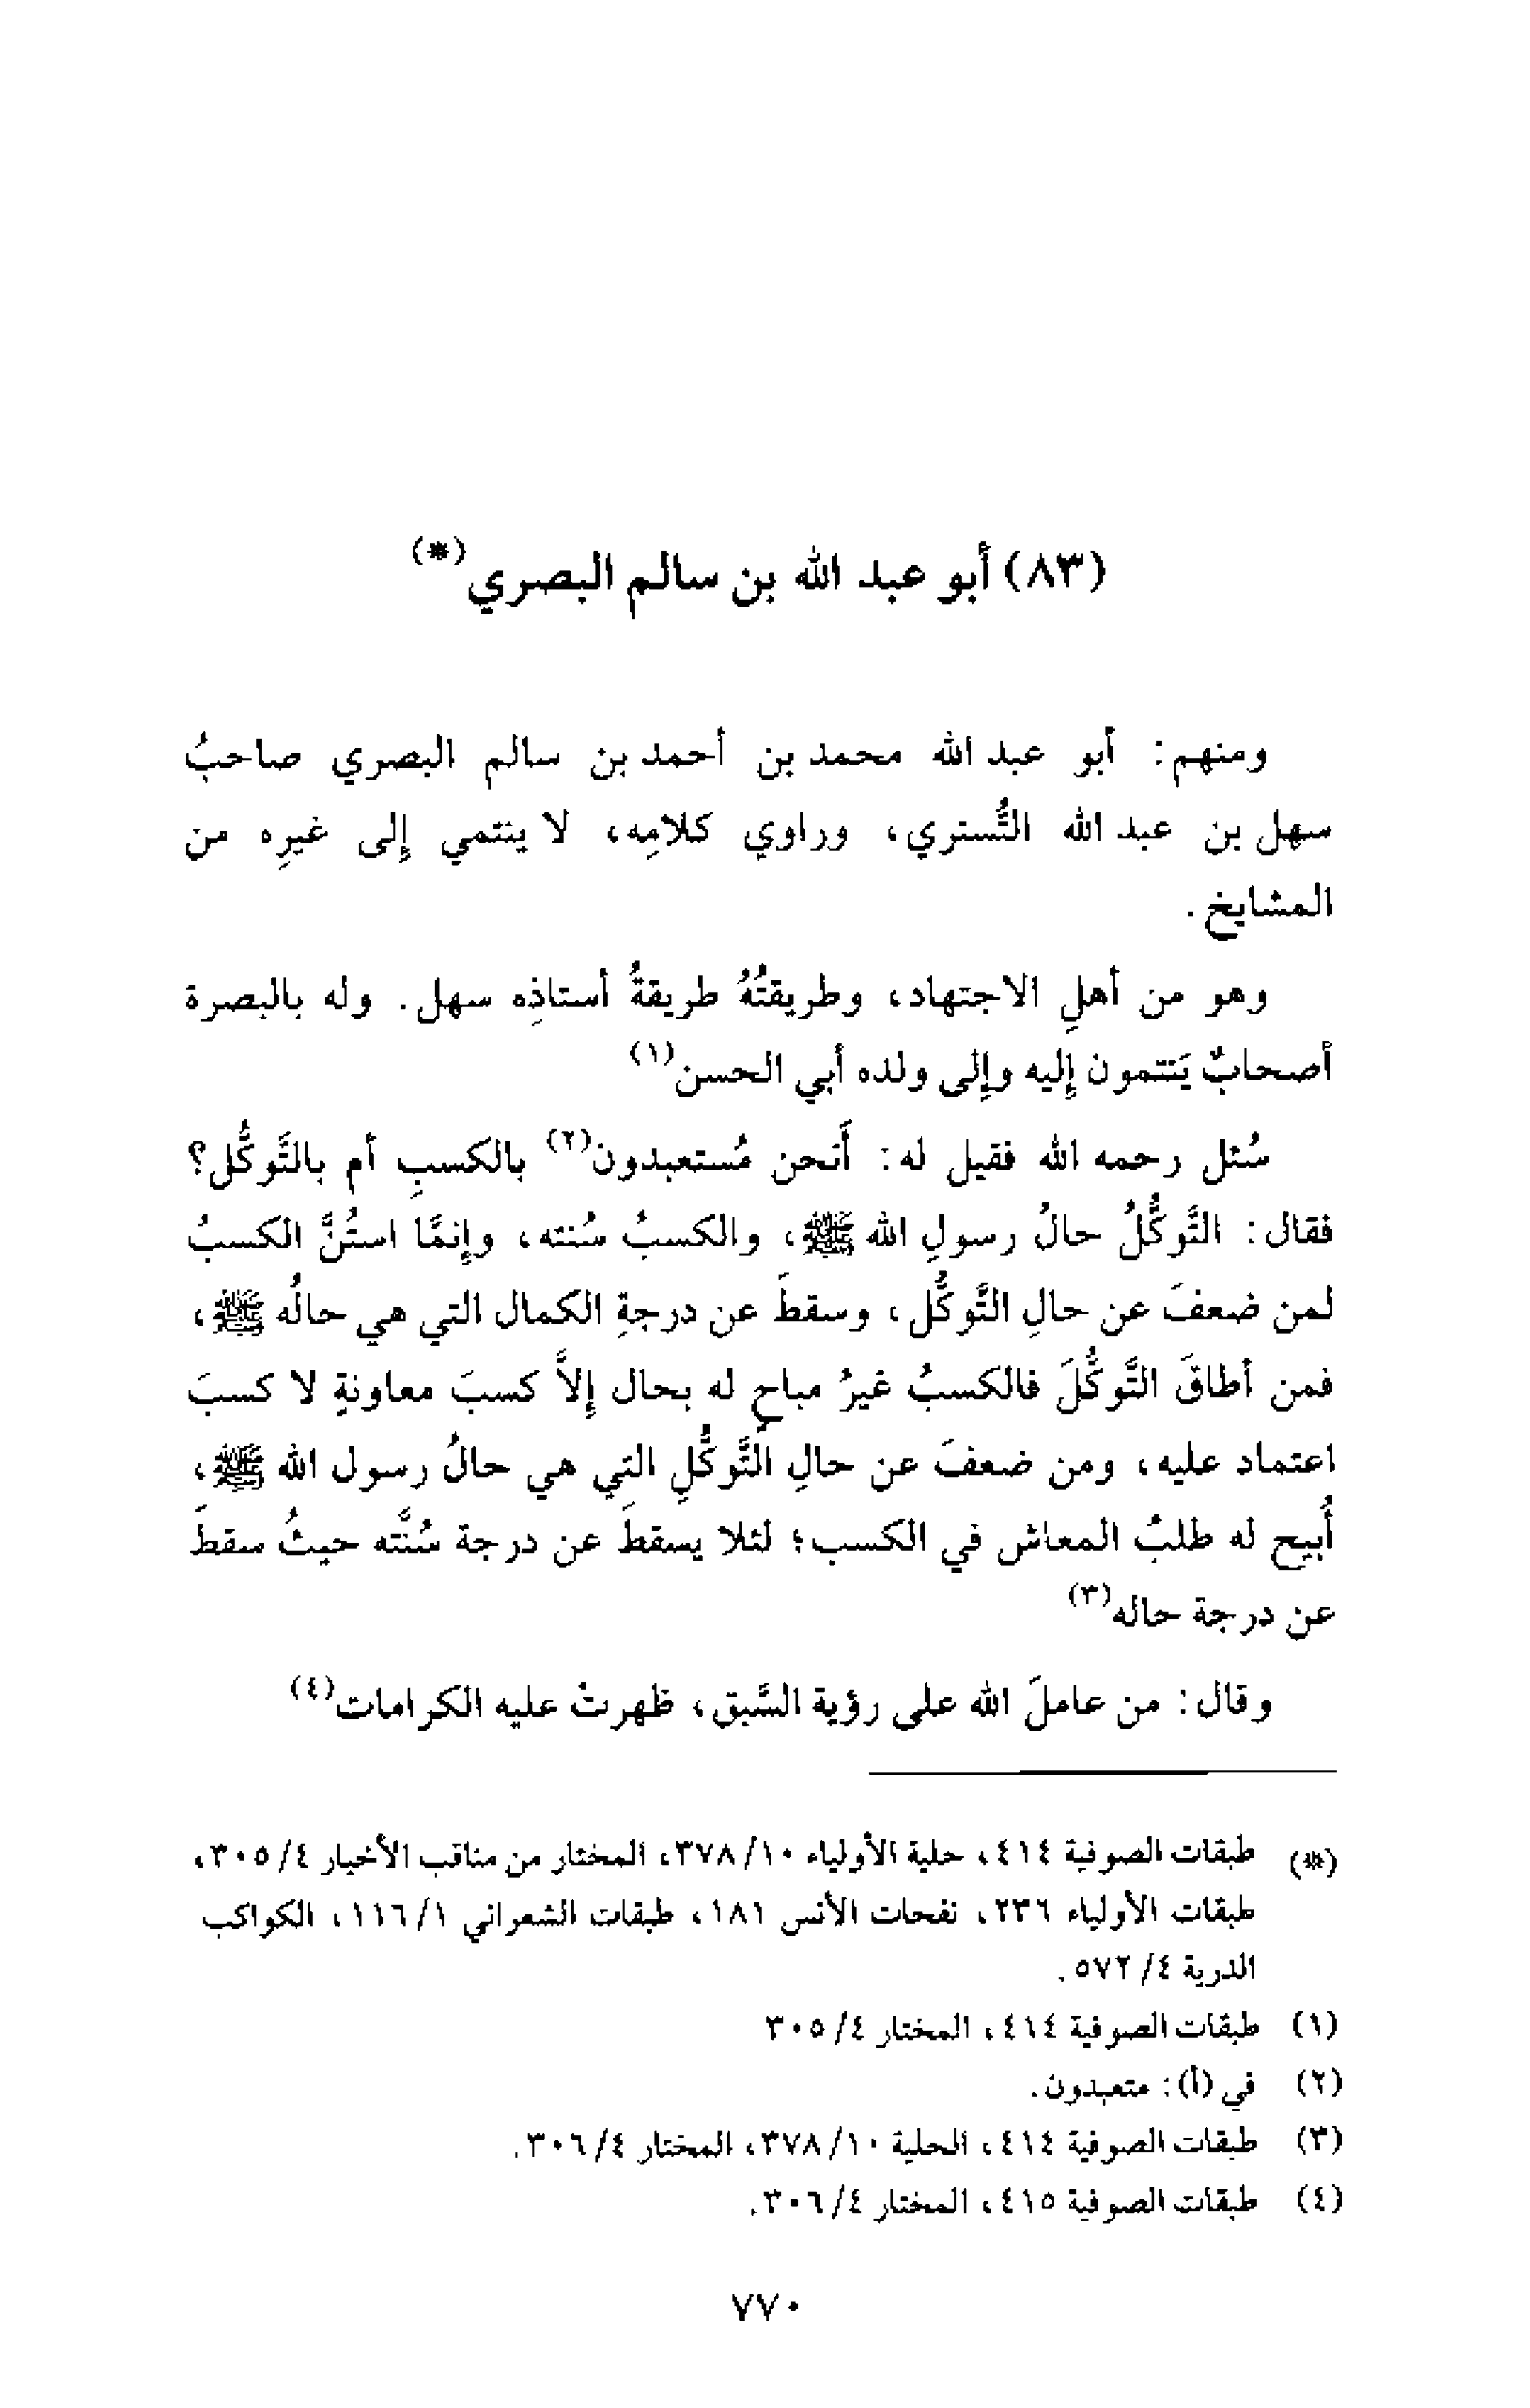 (٨٣) أبو عبد الله بن سالم البصري(*)
ومنهم: أبو عبد الله محمد بن أحمد بن سالم البصري صاحبُ
سهل بن عبد الله التُّستري، وراوي كلامِه، لا ينتمي إلى غيرِه من
المشايخ.
وهو من أهلِ الاجتهاد، وطريقتُهُ طريقةُ أستاذِه سهل. وله بالبصرة
أصحابٌ يَنتمون إليه وإلى ولده أبي الحسن(١)
سُئل رحمه الله فقيل له: أَنحن مُستعبدون(٢) بالكسبِ أم بالتَّوكُّل؟
فقال: التَّوكُّلُ حالُ رسولِ الله ﷺ، والكسبُ سُنته، وإنمَّا استُنَّ الكسبُ
لمن ضعفَ عن حالِ التَّوكُّل، وسقطَ عن درجةِ الكمال التي هي حالُه ﷺ،
فمن أطاقَ التَّوكُّلَ فالكسبُ غيرُ مباحٍ له بحال إلاَّ كسبَ معاونةٍ لا كسبَ
اعتماد عليه، ومن ضعفَ عن حالِ التَّوكُّلِ التي هي حالُ رسول الله ﷺ،
أُبيح له طلبُ المعاش في الكسب؛ لئلا يسقطَ عن درجة سُنَّته حيثُ سقطَ
عن درجة حاله(٣)
وقال: من عاملَ الله على رؤية السَّبق، ظهرتْ عليه الكرامات(٤)
(*) طبقات الصوفية ٤١٤، حلية الأولياء ٣٧٨/١٠، المختار من مناقب الأخيار ٣٠٥/٤،
طبقات الأولياء ٢٣٦، نفحات الأنس ١٨١، طبقات الشعراني ١١٦/١، الكواكب
الدرية ٥٧٢/٤.
(١) طبقات الصوفية ٤١٤، المختار ٣٠٥/٤
(٢) في (أ): متعبدون.
(٣) طبقات الصوفية ٤١٤، الحلية ٣٧٨/١٠، المختار ٣٠٦/٤.
(٤) طبقات الصوفية ٤١٥، المختار ٣٠٦/٤.
٧٧٠